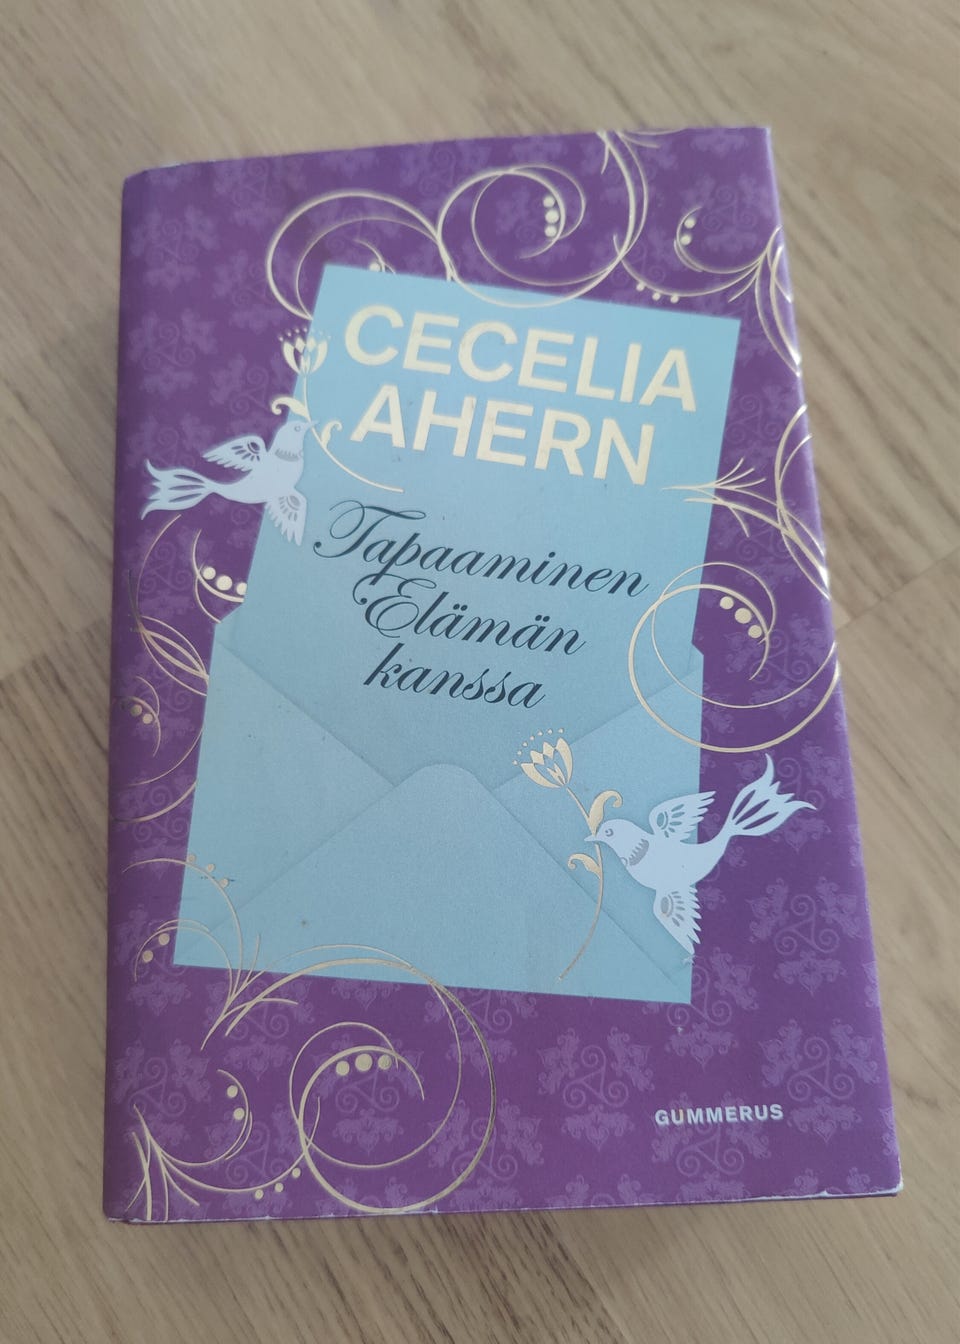 CECELIA
AHERN
Tapaaminen
Elämän
kanssa
GUMMERUS